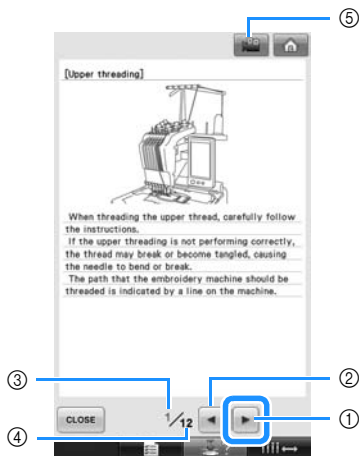 ⑤
[Upper threading]
When threading the upper thread, carefully follow
the instructions.
If the upper threading is not performing correctly,
the thread may break or become tangled, causing
the needle to bend or break.
The path that the embroidery machine should be
threaded is indicated by a line on the machine.
③
②
CLOSE
1/12
①
④
?